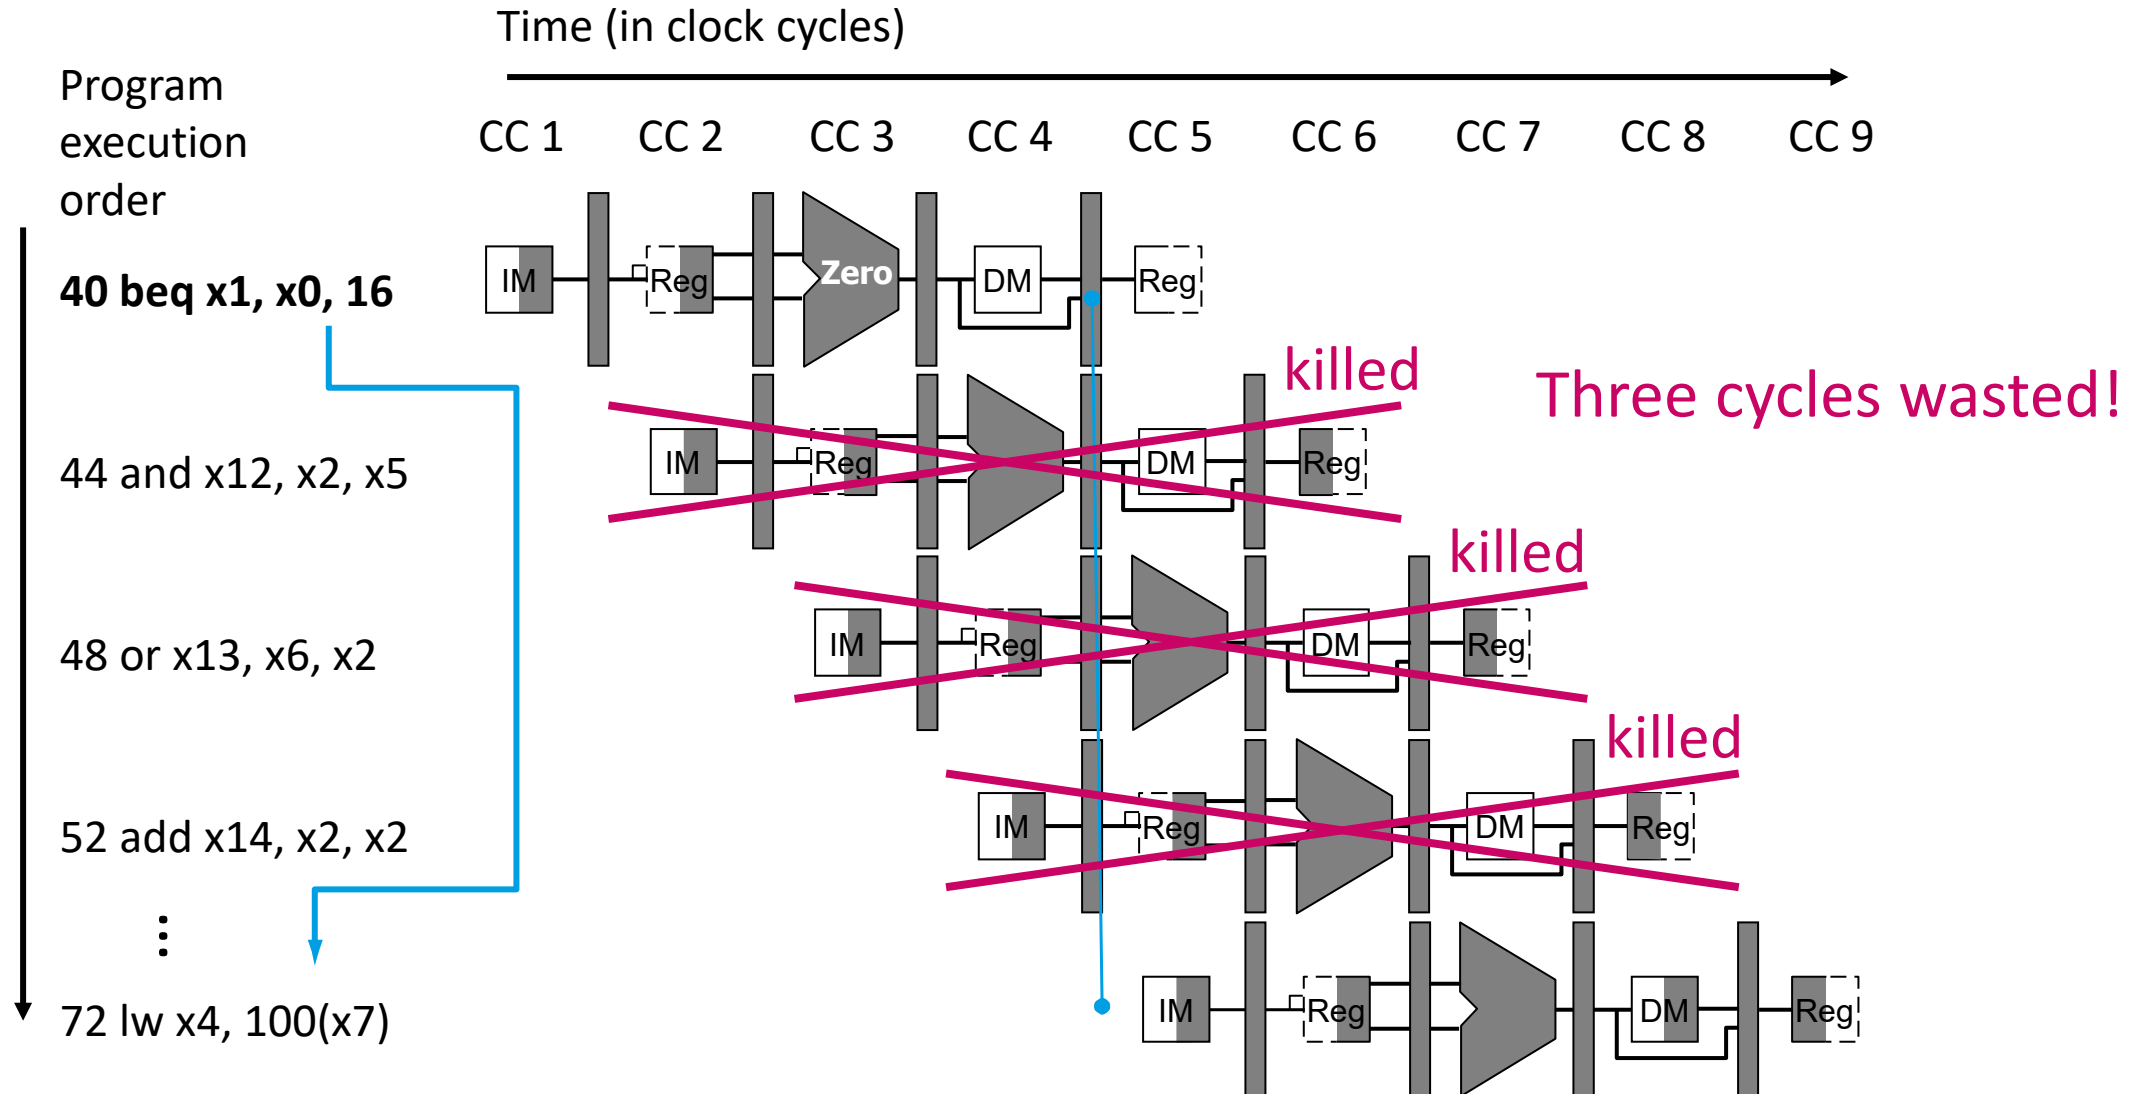 Time (in clock cycles)
Program
execution
order
CC 1 CC 2 CC 3 CC 4 CC 5 CC 6 CC 7 CC 8 CC 9
40 beq x1, x0, 16
IM Reg Zero DM Reg
killed
Three cycles wasted!
44 and x12, x2, x5
IM Reg DM Reg
killed
48 or x13, x6, x2
IM Reg DM Reg
killed
52 add x14, x2, x2
IM Reg DM Reg
...
72 lw x4, 100(x7)
IM Reg DM Reg